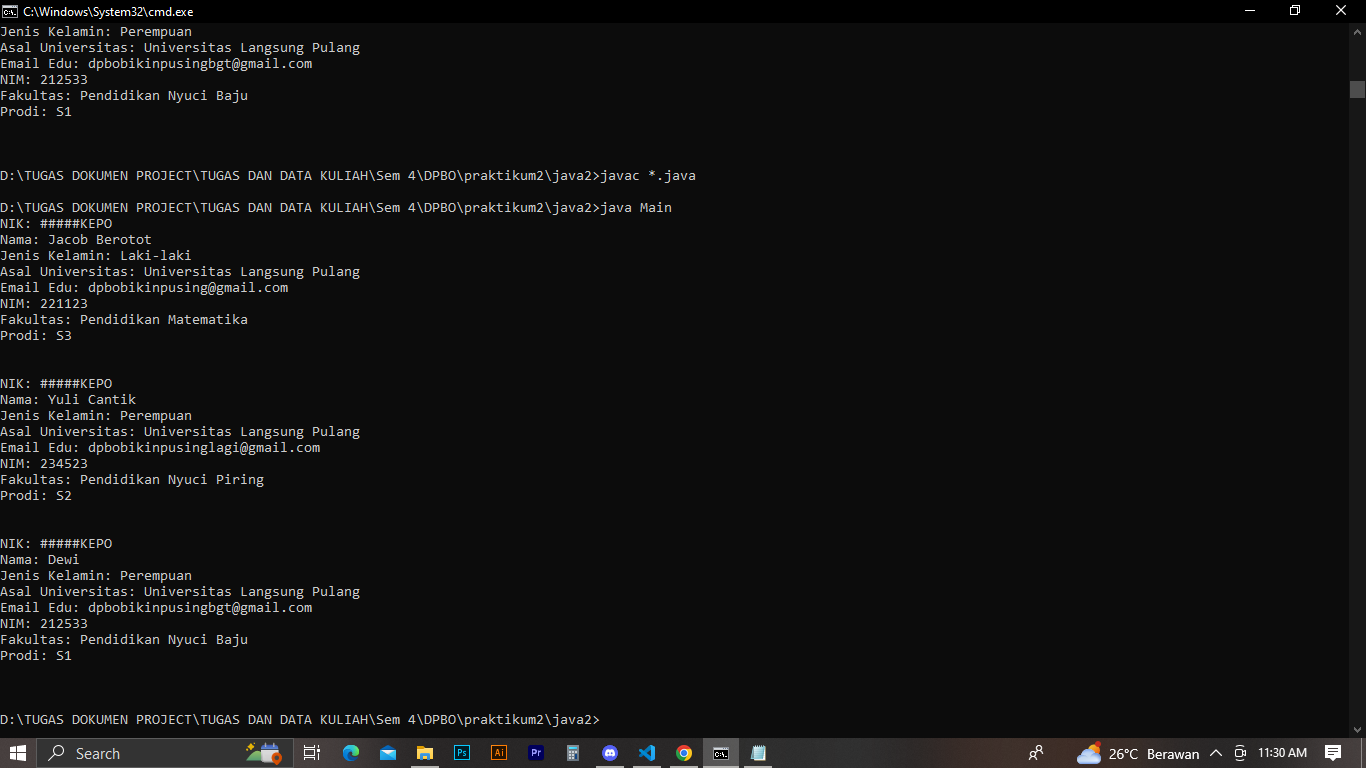 C:\Windows\System32\cmd.exe
Jenis Kelamin: Perempuan
Asal Universitas: Universitas Langsung Pulang
Email Edu: dpbobikinpusingbgt@gmail.com
NIM: 212533
Fakultas: Pendidikan Nyuci Baju
Prodi: S1
D:\TUGAS DOKUMEN PROJECT\TUGAS DAN DATA KULIAH\Sem 4\DPBO\praktikum2\java2>javac *.java
D:\TUGAS DOKUMEN PROJECT\TUGAS DAN DATA KULIAH\Sem 4\DPBO\praktikum2\java2>java Main
NIK: #####KEPO
Nama: Jacob Berotot
Jenis Kelamin: Laki-laki
Asal Universitas: Universitas Langsung Pulang
Email Edu: dpbobikinpusing@gmail.com
NIM: 221123
Fakultas: Pendidikan Matematika
Prodi: S3
NIK: #####KEPO
Nama: Yuli Cantik
Jenis Kelamin: Perempuan
Asal Universitas: Universitas Langsung Pulang
Email Edu: dpbobikinpusinglagi@gmail.com
NIM: 234523
Fakultas: Pendidikan Nyuci Piring
Prodi: S2
NIK: #####KEPO
Nama: Dewi
Jenis Kelamin: Perempuan
Asal Universitas: Universitas Langsung Pulang
Email Edu: dpbobikinpusingbgt@gmail.com
NIM: 212533
Fakultas: Pendidikan Nyuci Baju
Prodi: S1
D:\TUGAS DOKUMEN PROJECT\TUGAS DAN DATA KULIAH\Sem 4\DPBO\praktikum2\java2>
Search Ps Ai Pr 26°C Berawan 11:30 AM